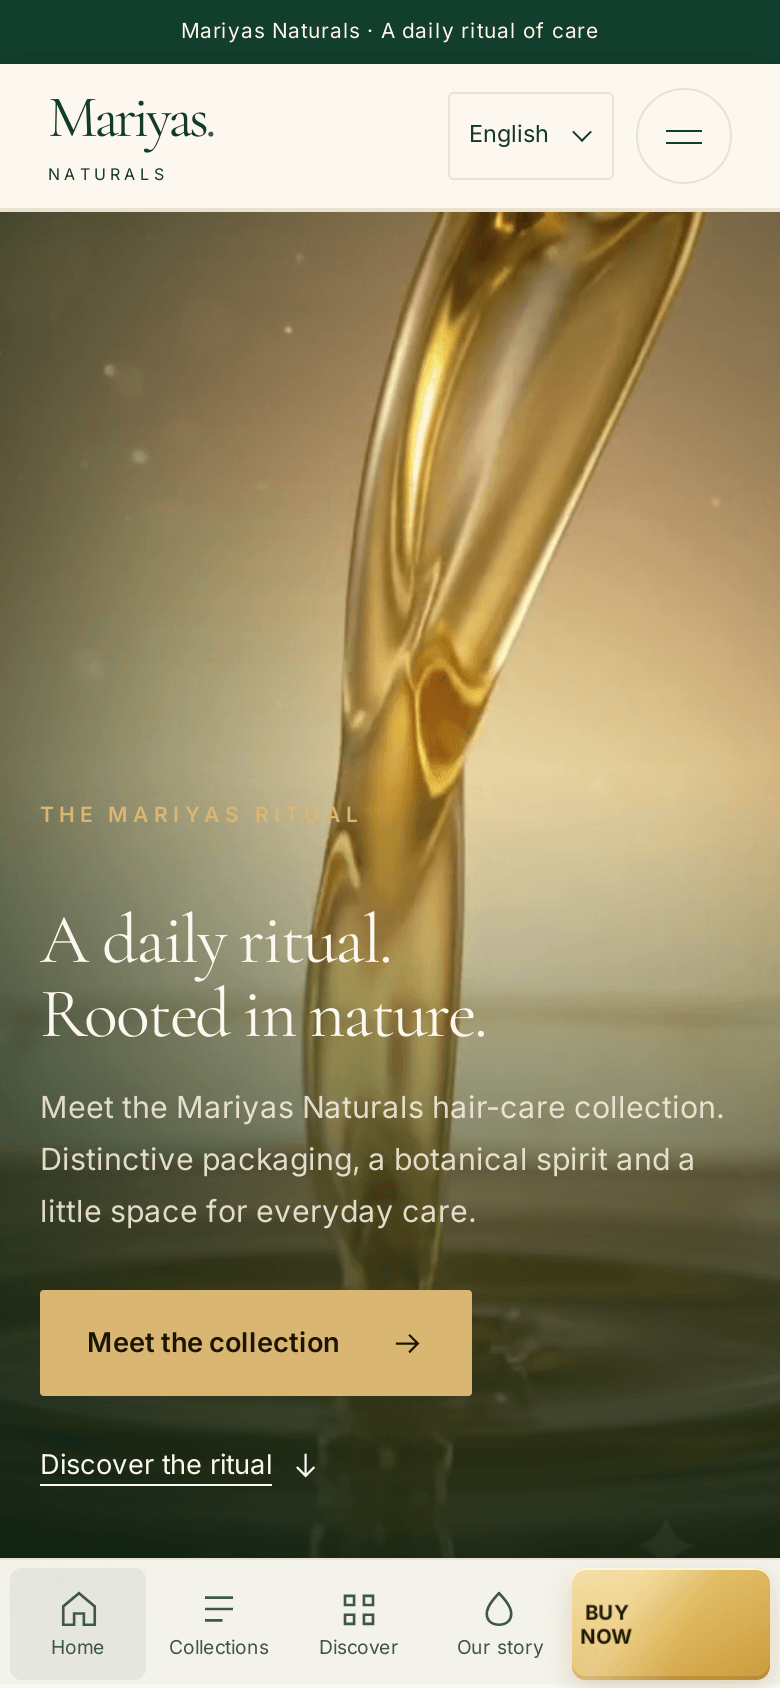 Mariyas Naturals · A daily ritual of care
Mariyas.
NATURALS
English
THE MARIYAS RITUAL
A daily ritual.
Rooted in nature.
Meet the Mariyas Naturals hair-care collection.
Distinctive packaging, a botanical spirit and a
little space for everyday care.
Meet the collection →
Discover the ritual ↓
Home
Collections
Discover
Our story
BUY
NOW